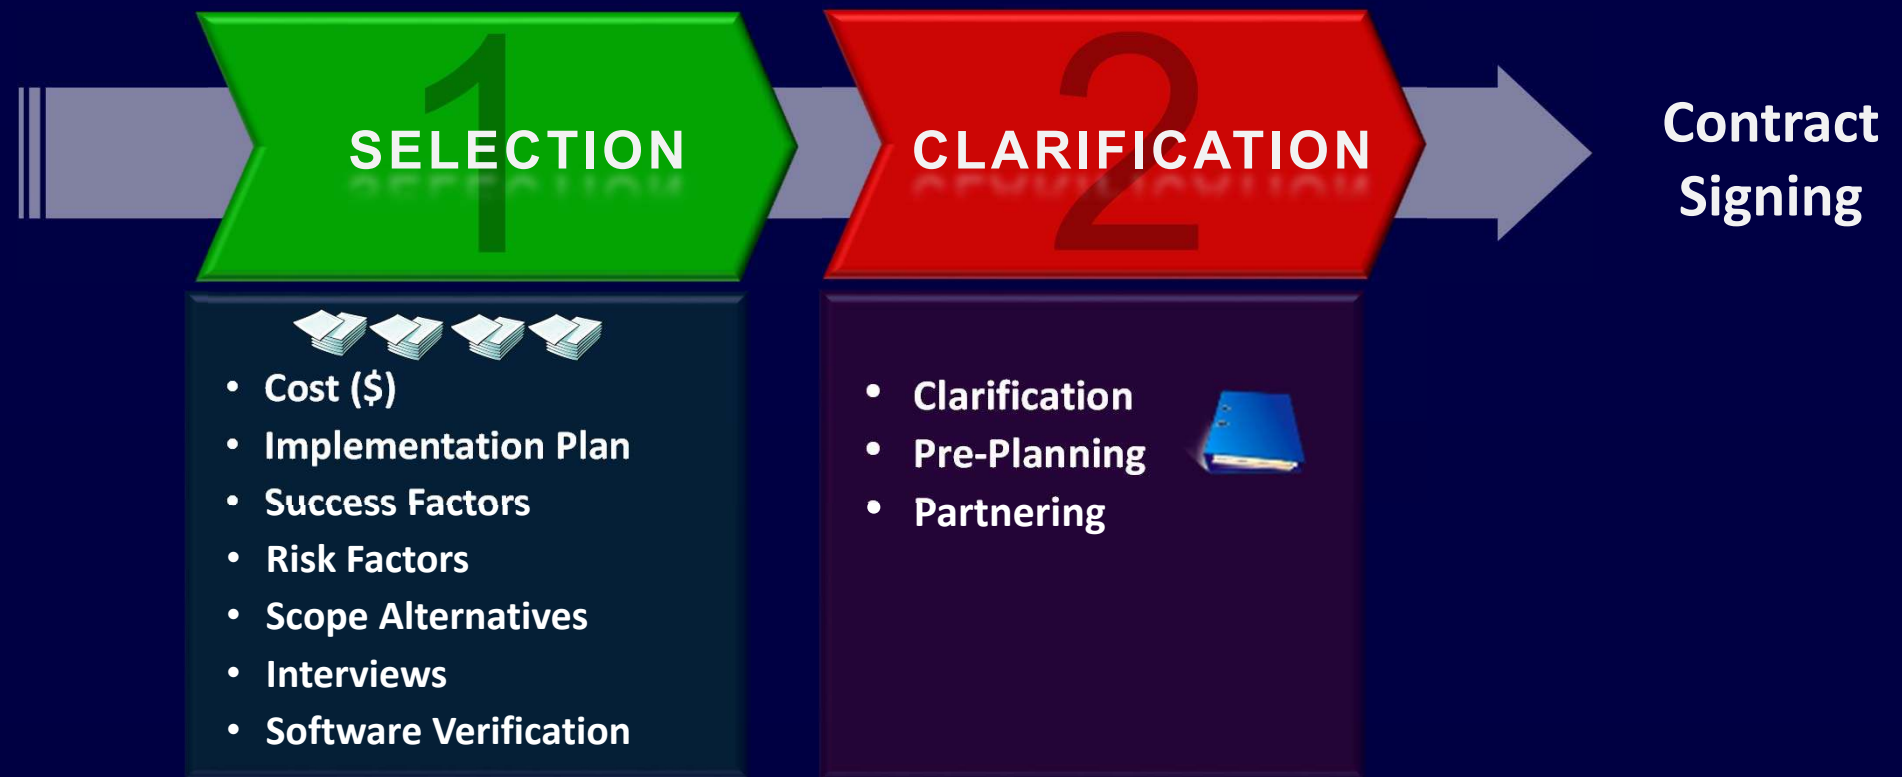 1
SELECTION
2
CLARIFICATION
Contract
Signing
• Cost ($)
• Implementation Plan
• Success Factors
• Risk Factors
• Scope Alternatives
• Interviews
• Software Verification
• Clarification
• Pre-Planning
• Partnering